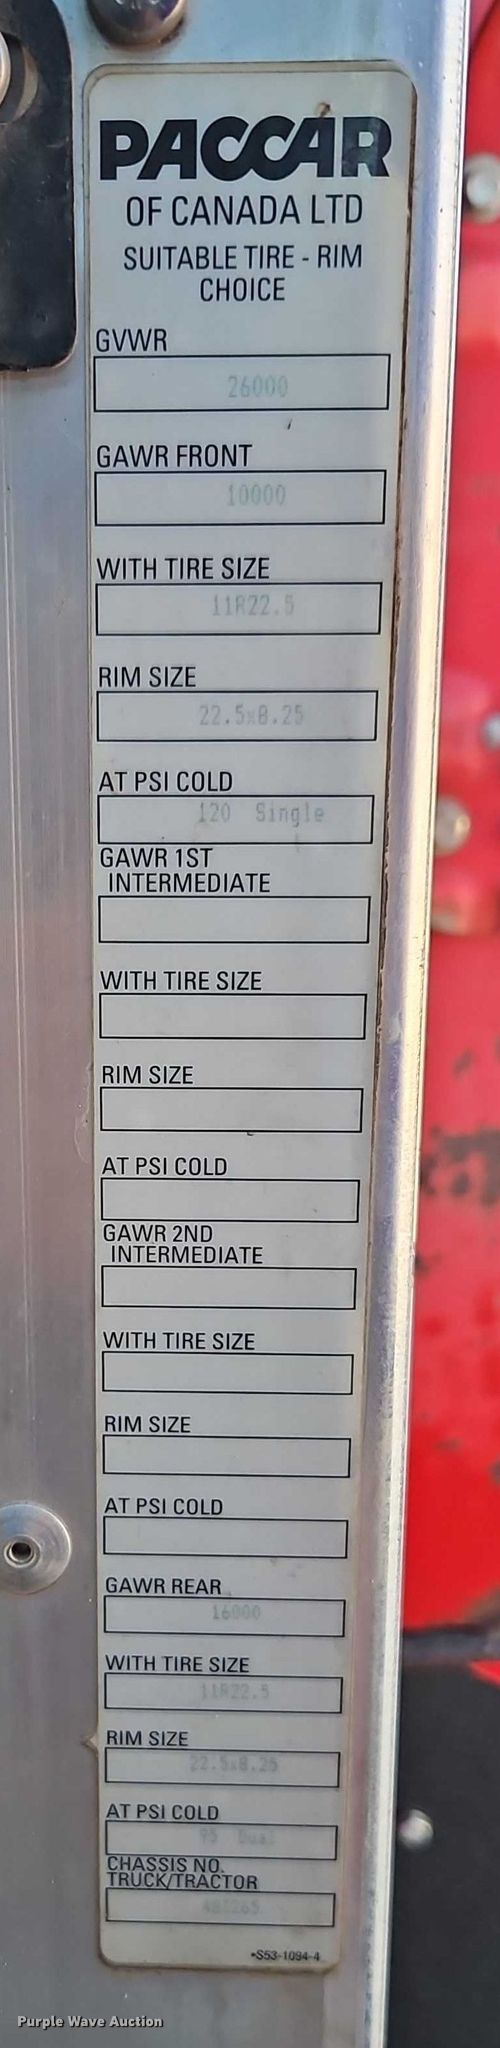 PACCAR
OF CANADA LTD
SUITABLE TIRE - RIM
CHOICE
GVWR
26000
GAWR FRONT
10000
WITH TIRE SIZE
11R22.5
RIM SIZE
22.5x8.25
AT PSI COLD
120 Single
GAWR 1ST
INTERMEDIATE
WITH TIRE SIZE
RIM SIZE
AT PSI COLD
GAWR 2ND
INTERMEDIATE
WITH TIRE SIZE
RIM SIZE
AT PSI COLD
GAWR REAR
16000
WITH TIRE SIZE
11R22.5
RIM SIZE
22.5x8.25
AT PSI COLD
95 Dual
CHASSIS NO.
TRUCK/TRACTOR
•S53-1094-4
Purple Wave Auction